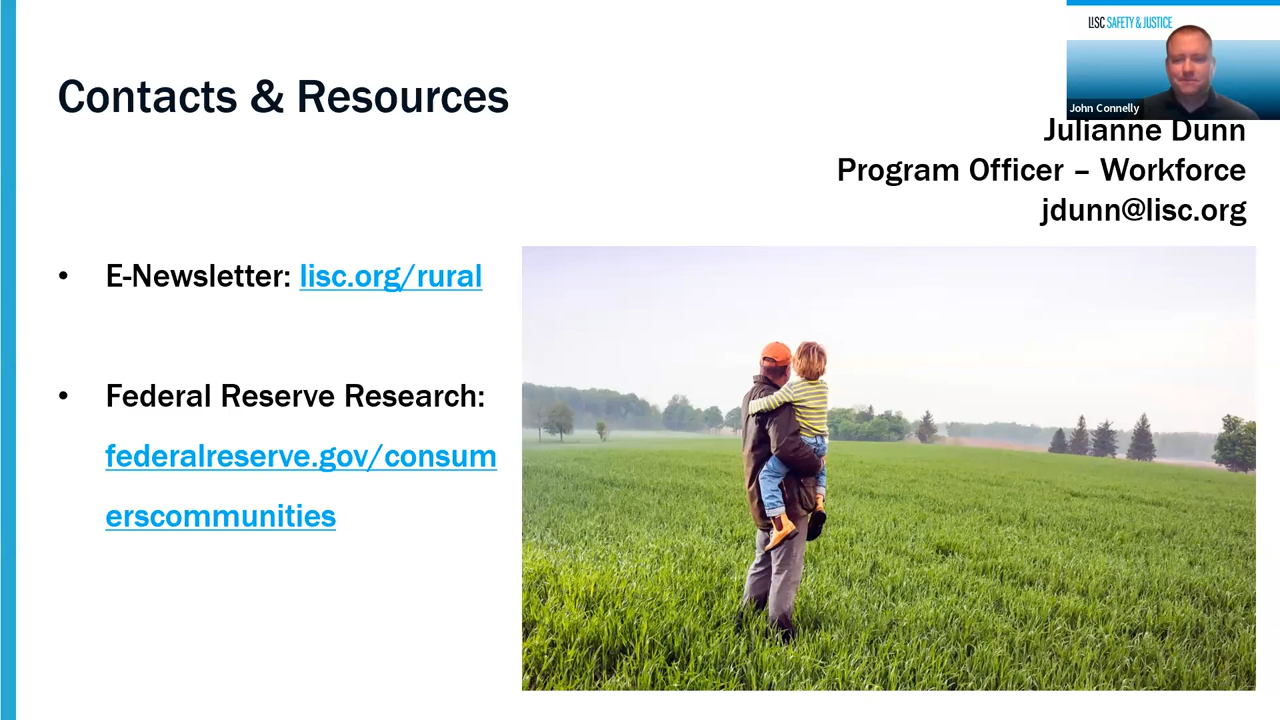 LISC SAFETY & JUSTICE
John Connelly
Contacts & Resources
Julianne Dunn
Program Officer – Workforce
jdunn@lisc.org
• E-Newsletter: lisc.org/rural
• Federal Reserve Research:
federalreserve.gov/consum
erscommunities